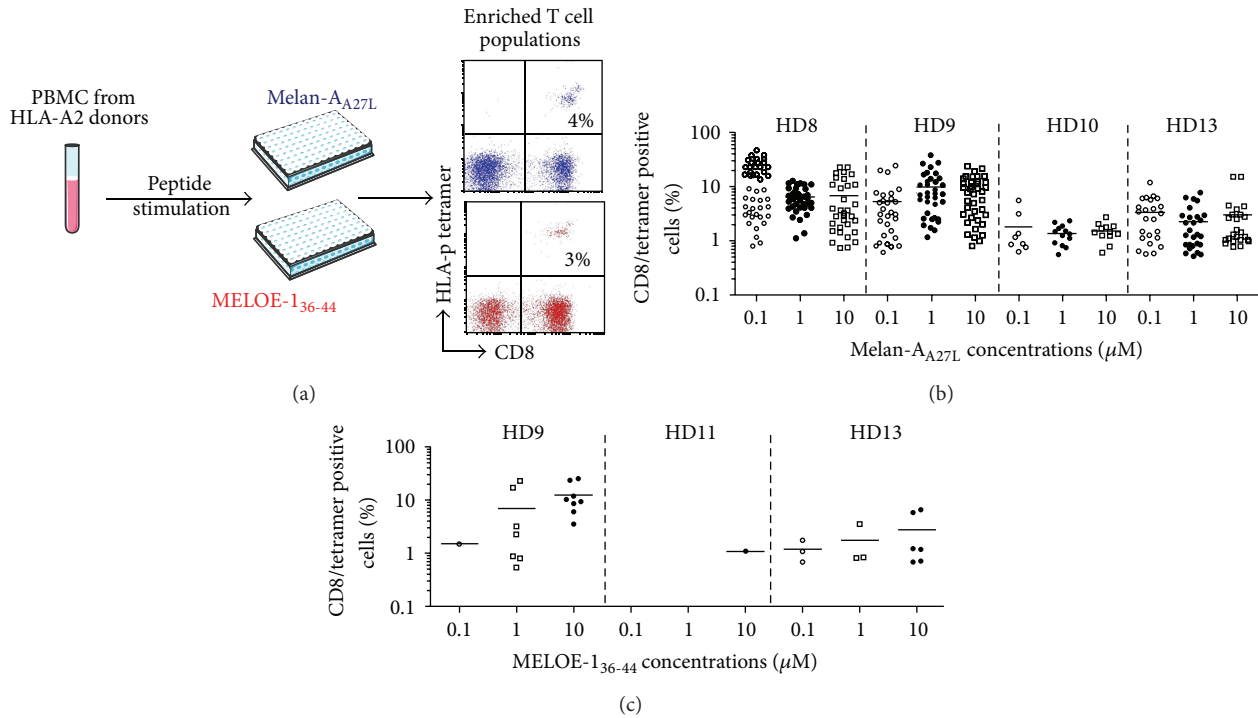 Enriched T cell
populations
PBMC from
HLA-A2 donors
Melan-A_A27L
Peptide
stimulation
MELOE-1_36-44
4%
3%
HLA-p tetramer
CD8
(a)
HD8 HD9 HD10 HD13
CD8/tetramer positive
cells (%)
100
10
1
0.1
0.1 1 10 0.1 1 10 0.1 1 10 0.1 1 10
Melan-A_A27L concentrations (μM)
(b)
HD9 HD11 HD13
CD8/tetramer positive
cells (%)
100
10
1
0.1
0.1 1 10 0.1 1 10 0.1 1 10
MELOE-1_36-44 concentrations (μM)
(c)